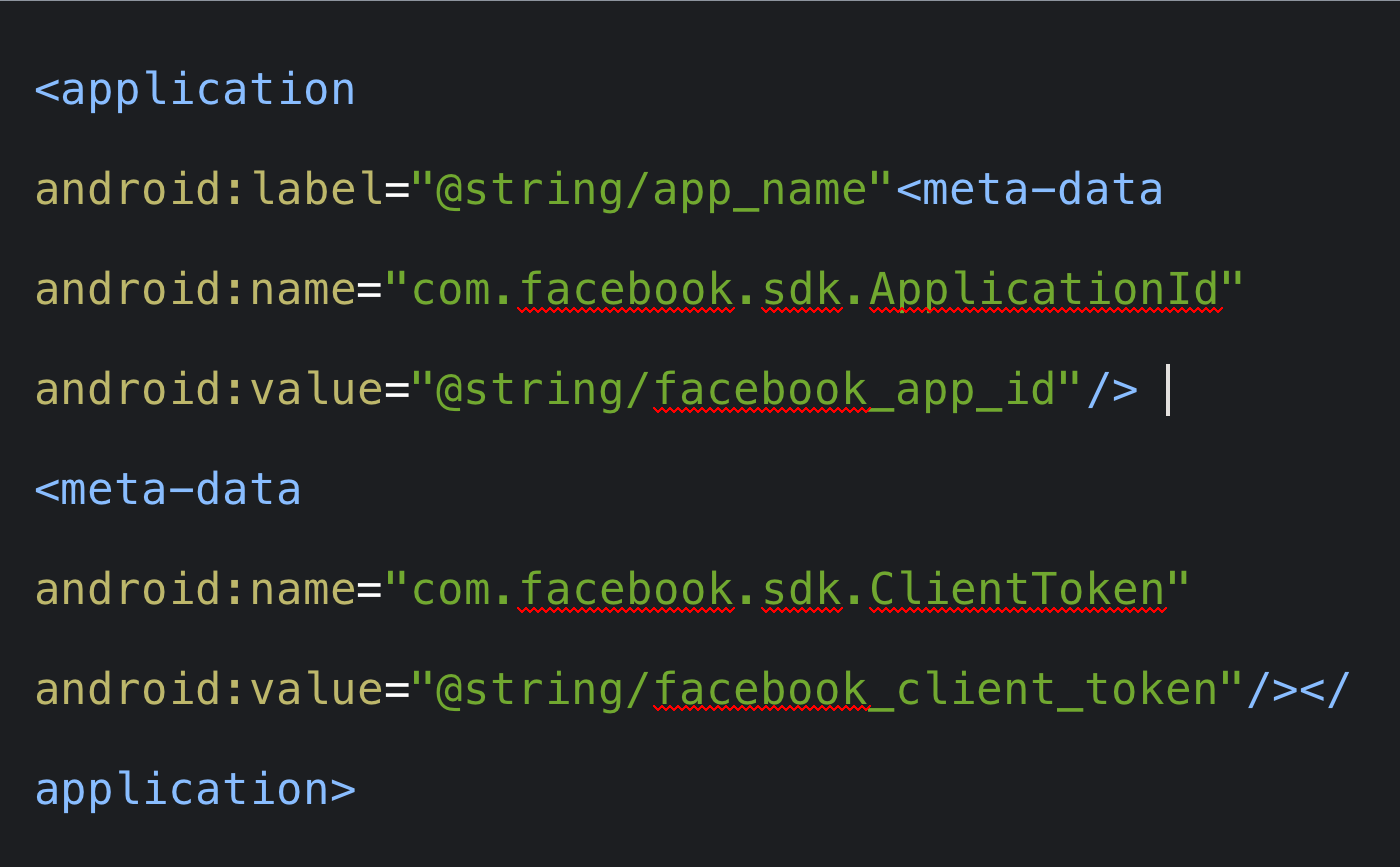 <application
android:label="@string/app_name"<meta-data
android:name="com.facebook.sdk.ApplicationId"
android:value="@string/facebook_app_id"/>
<meta-data
android:name="com.facebook.sdk.ClientToken"
android:value="@string/facebook_client_token"/></
application>